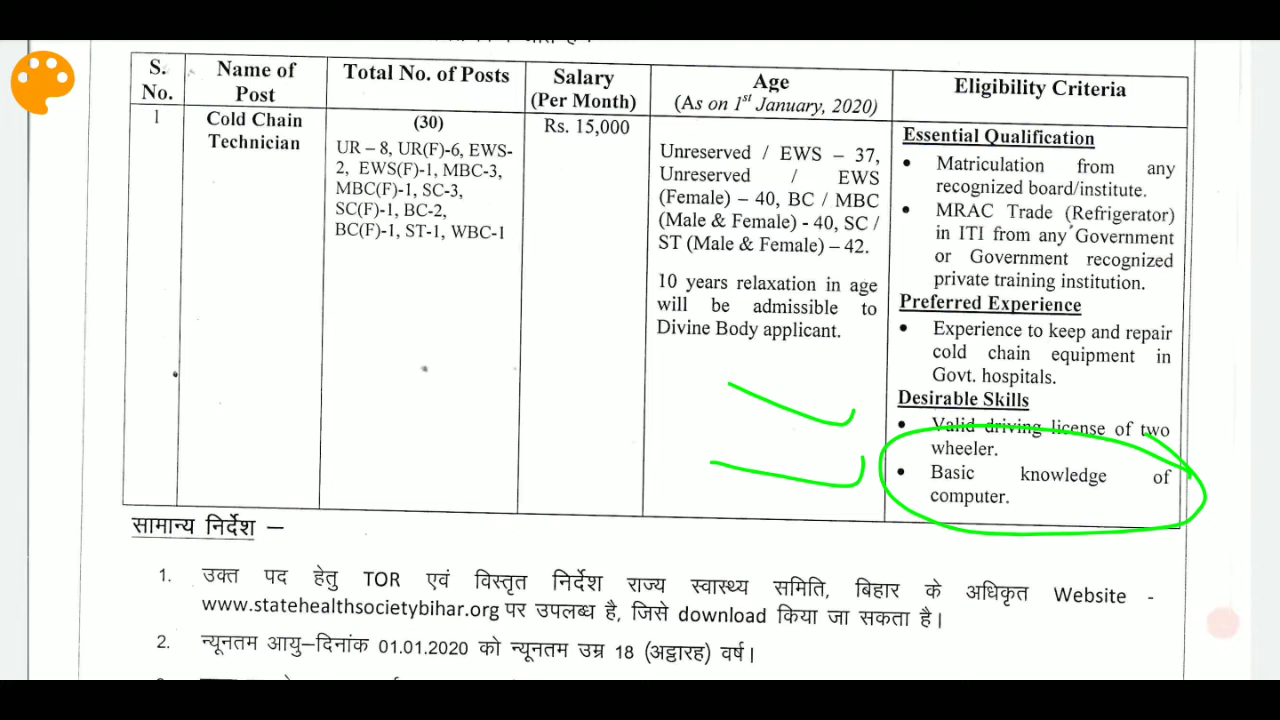 S. No.
Name of Post
Total No. of Posts
Salary (Per Month)
Age
(As on 1st January, 2020)
Eligibility Criteria
1
Cold Chain
Technician
(30)
UR – 8, UR(F)-6, EWS-
2, EWS(F)-1, MBC-3,
MBC(F)-1, SC-3,
SC(F)-1, BC-2,
BC(F)-1, ST-1, WBC-1
Rs. 15,000
Unreserved / EWS – 37,
Unreserved / EWS
(Female) – 40, BC / MBC
(Male & Female) - 40, SC /
ST (Male & Female) – 42.
10 years relaxation in age
will be admissible to
Divine Body applicant.
Essential Qualification
• Matriculation from any
recognized board/institute.
• MRAC Trade (Refrigerator)
in ITI from any Government
or Government recognized
private training institution.
Preferred Experience
• Experience to keep and repair
cold chain equipment in
Govt. hospitals.
Desirable Skills
• Valid driving license of two
wheeler.
• Basic knowledge of
computer.
सामान्य निर्देश –
1. उक्त पद हेतु TOR एवं विस्तृत निर्देश राज्य स्वास्थ्य समिति, बिहार के अधिकृत Website -
www.statehealthsocietybihar.org पर उपलब्ध है, जिसे download किया जा सकता है।
2. न्यूनतम आयु–दिनांक 01.01.2020 को न्यूनतम उम्र 18 (अट्ठारह) वर्ष।